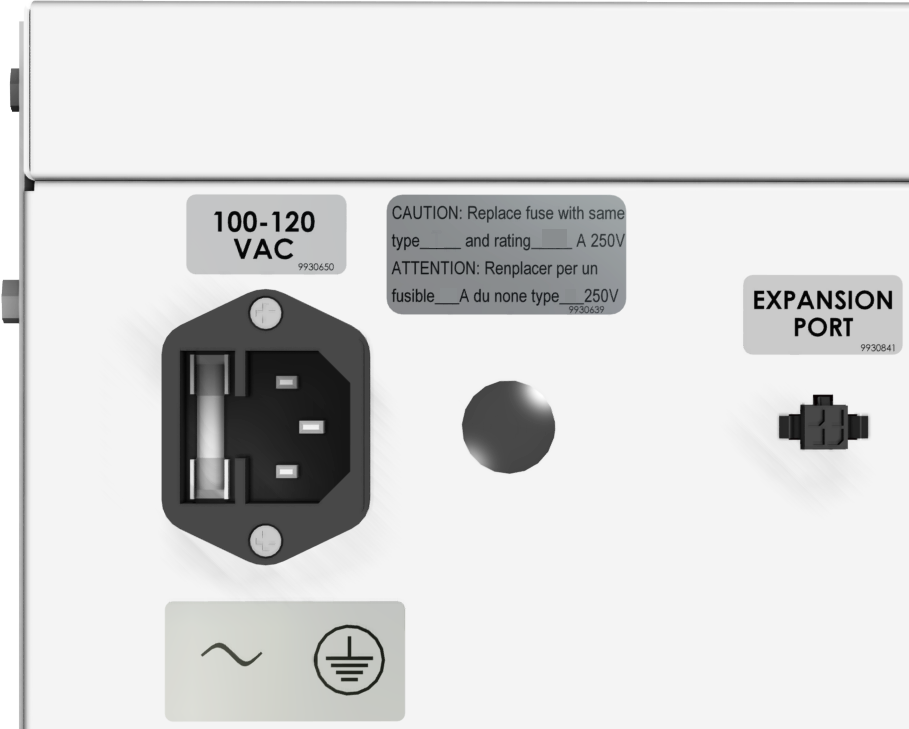 100-120
VAC
9930650
CAUTION: Replace fuse with same
type_____ and rating_____ A 250V
ATTENTION: Renplacer per un
fusible___A du none type___250V
9930639
EXPANSION
PORT
9930841